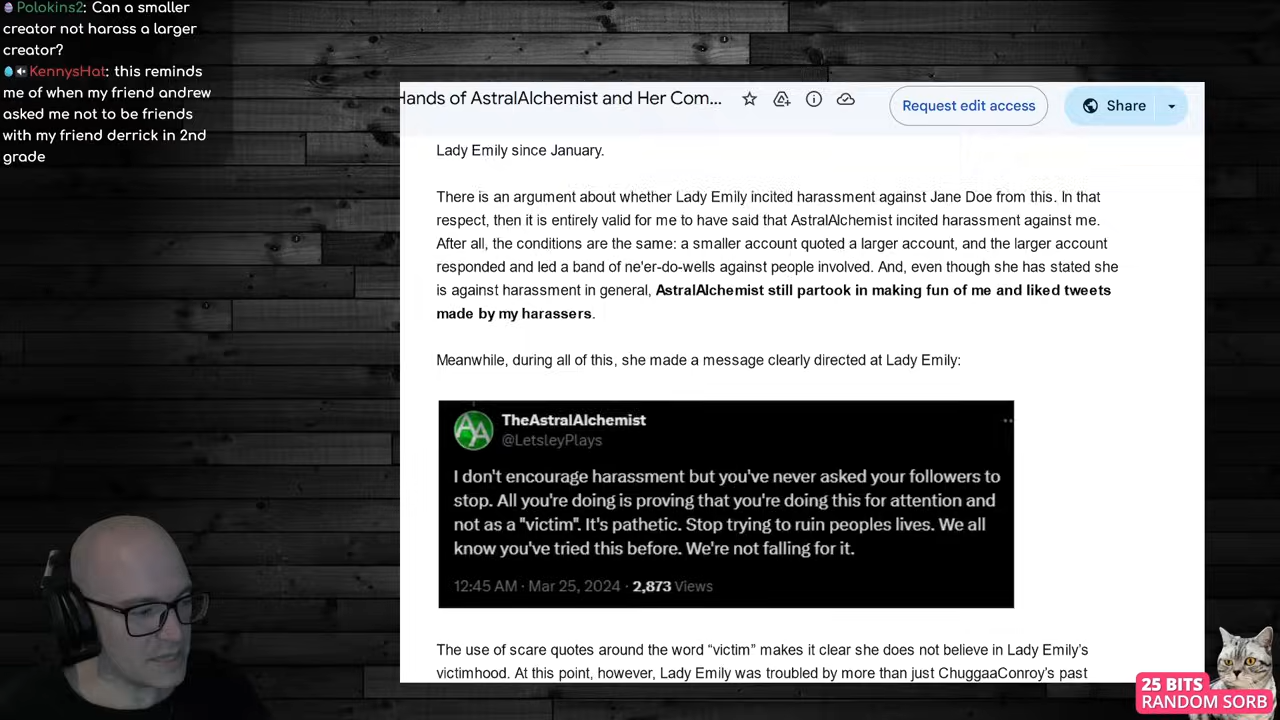 Polokins2: Can a smaller
creator not harass a larger
creator?
KennysHat: this reminds
me of when my friend andrew
asked me not to be friends
with my friend derrick in 2nd
grade
Hands of AstralAlchemist and Her Com...
Request edit access
Share
Lady Emily since January.
There is an argument about whether Lady Emily incited harassment against Jane Doe from this. In that
respect, then it is entirely valid for me to have said that AstralAlchemist incited harassment against me.
After all, the conditions are the same: a smaller account quoted a larger account, and the larger account
responded and led a band of ne'er-do-wells against people involved. And, even though she has stated she
is against harassment in general, AstralAlchemist still partook in making fun of me and liked tweets
made by my harassers.
Meanwhile, during all of this, she made a message clearly directed at Lady Emily:
AA
TheAstralAlchemist
@LetsleyPlays
I don't encourage harassment but you've never asked your followers to
stop. All you're doing is proving that you're doing this for attention and
not as a "victim". It's pathetic. Stop trying to ruin peoples lives. We all
know you've tried this before. We're not falling for it.
12:45 AM · Mar 25, 2024 · 2,873 Views
The use of scare quotes around the word “victim” makes it clear she does not believe in Lady Emily’s
victimhood. At this point, however, Lady Emily was troubled by more than just ChuggaaConroy’s past
25 BITS
RANDOM SORB